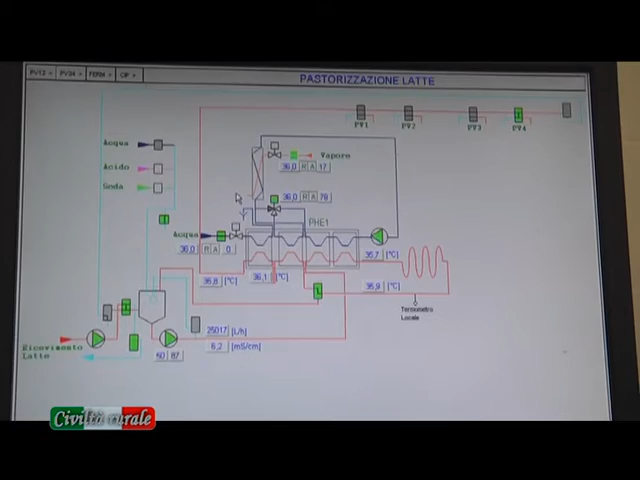 PV12 PV34 FERM CIP
PASTORIZZAZIONE LATTE
PV1 PV2 PV3 PV4
Acqua
Acido
Soda
Vapore
36,0 R A 17
36,0 R A 78
PHE1
Acqua
36,0 R A 0
35,7 [°C]
35,8 [°C]
36,1 [°C]
35,9 [°C]
Termometro
Locale
Ricevimento
Latte
25017 [L/h]
6,2 [mS/cm]
50 87
Civiltà rurale